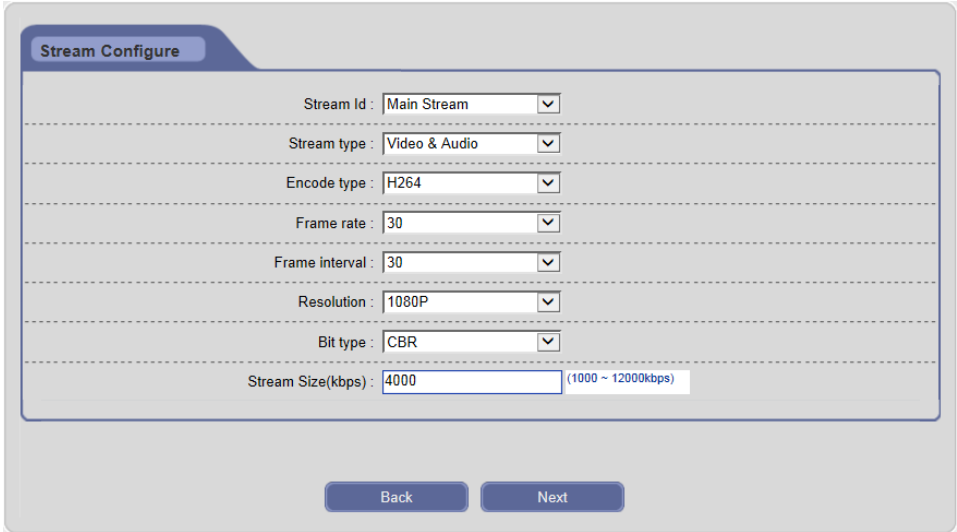 Stream Configure
Stream Id : Main Stream
Stream type : Video & Audio
Encode type : H264
Frame rate : 30
Frame interval : 30
Resolution : 1080P
Bit type : CBR
Stream Size(kbps) : 4000 (1000 ~ 12000kbps)
Back Next